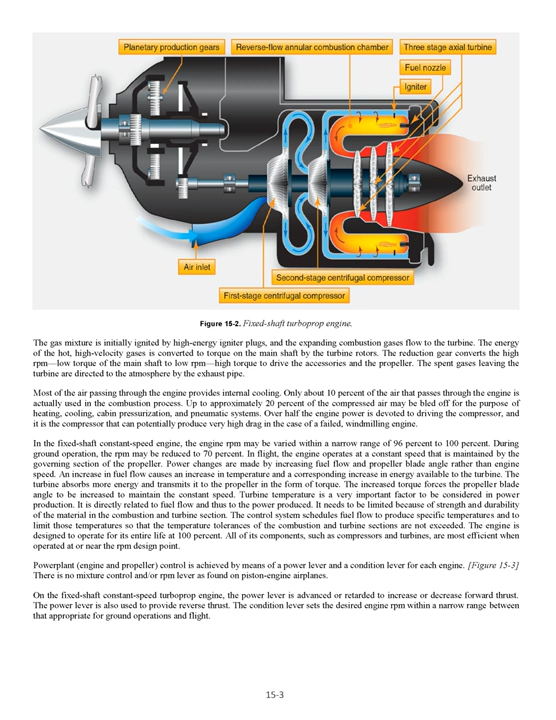 Planetary production gears Reverse-flow annular combustion chamber Three stage axial turbine
Fuel nozzle
Igniter
Exhaust
outlet
Air inlet
Second-stage centrifugal compressor
First-stage centrifugal compressor
Figure 15-2. Fixed-shaft turboprop engine.
The gas mixture is initially ignited by high-energy igniter plugs, and the expanding combustion gases flow to the turbine. The energy
of the hot, high-velocity gases is converted to torque on the main shaft by the turbine rotors. The reduction gear converts the high
rpm—low torque of the main shaft to low rpm—high torque to drive the accessories and the propeller. The spent gases leaving the
turbine are directed to the atmosphere by the exhaust pipe.
Most of the air passing through the engine provides internal cooling. Only about 10 percent of the air that passes through the engine is
actually used in the combustion process. Up to approximately 20 percent of the compressed air may be bled off for the purpose of
heating, cooling, cabin pressurization, and pneumatic systems. Over half the engine power is devoted to driving the compressor, and
it is the compressor that can potentially produce very high drag in the case of a failed, windmilling engine.
In the fixed-shaft constant-speed engine, the engine rpm may be varied within a narrow range of 96 percent to 100 percent. During
ground operation, the rpm may be reduced to 70 percent. In flight, the engine operates at a constant speed that is maintained by the
governing section of the propeller. Power changes are made by increasing fuel flow and propeller blade angle rather than engine
speed. An increase in fuel flow causes an increase in temperature and a corresponding increase in energy available to the turbine. The
turbine absorbs more energy and transmits it to the propeller in the form of torque. The increased torque forces the propeller blade
angle to be increased to maintain the constant speed. Turbine temperature is a very important factor to be considered in power
production. It is directly related to fuel flow and thus to the power produced. It needs to be limited because of strength and durability
of the material in the combustion and turbine section. The control system schedules fuel flow to produce specific temperatures and to
limit those temperatures so that the temperature tolerances of the combustion and turbine sections are not exceeded. The engine is
designed to operate for its entire life at 100 percent. All of its components, such as compressors and turbines, are most efficient when
operated at or near the rpm design point.
Powerplant (engine and propeller) control is achieved by means of a power lever and a condition lever for each engine. [Figure 15-3]
There is no mixture control and/or rpm lever as found on piston-engine airplanes.
On the fixed-shaft constant-speed turboprop engine, the power lever is advanced or retarded to increase or decrease forward thrust.
The power lever is also used to provide reverse thrust. The condition lever sets the desired engine rpm within a narrow range between
that appropriate for ground operations and flight.
15-3